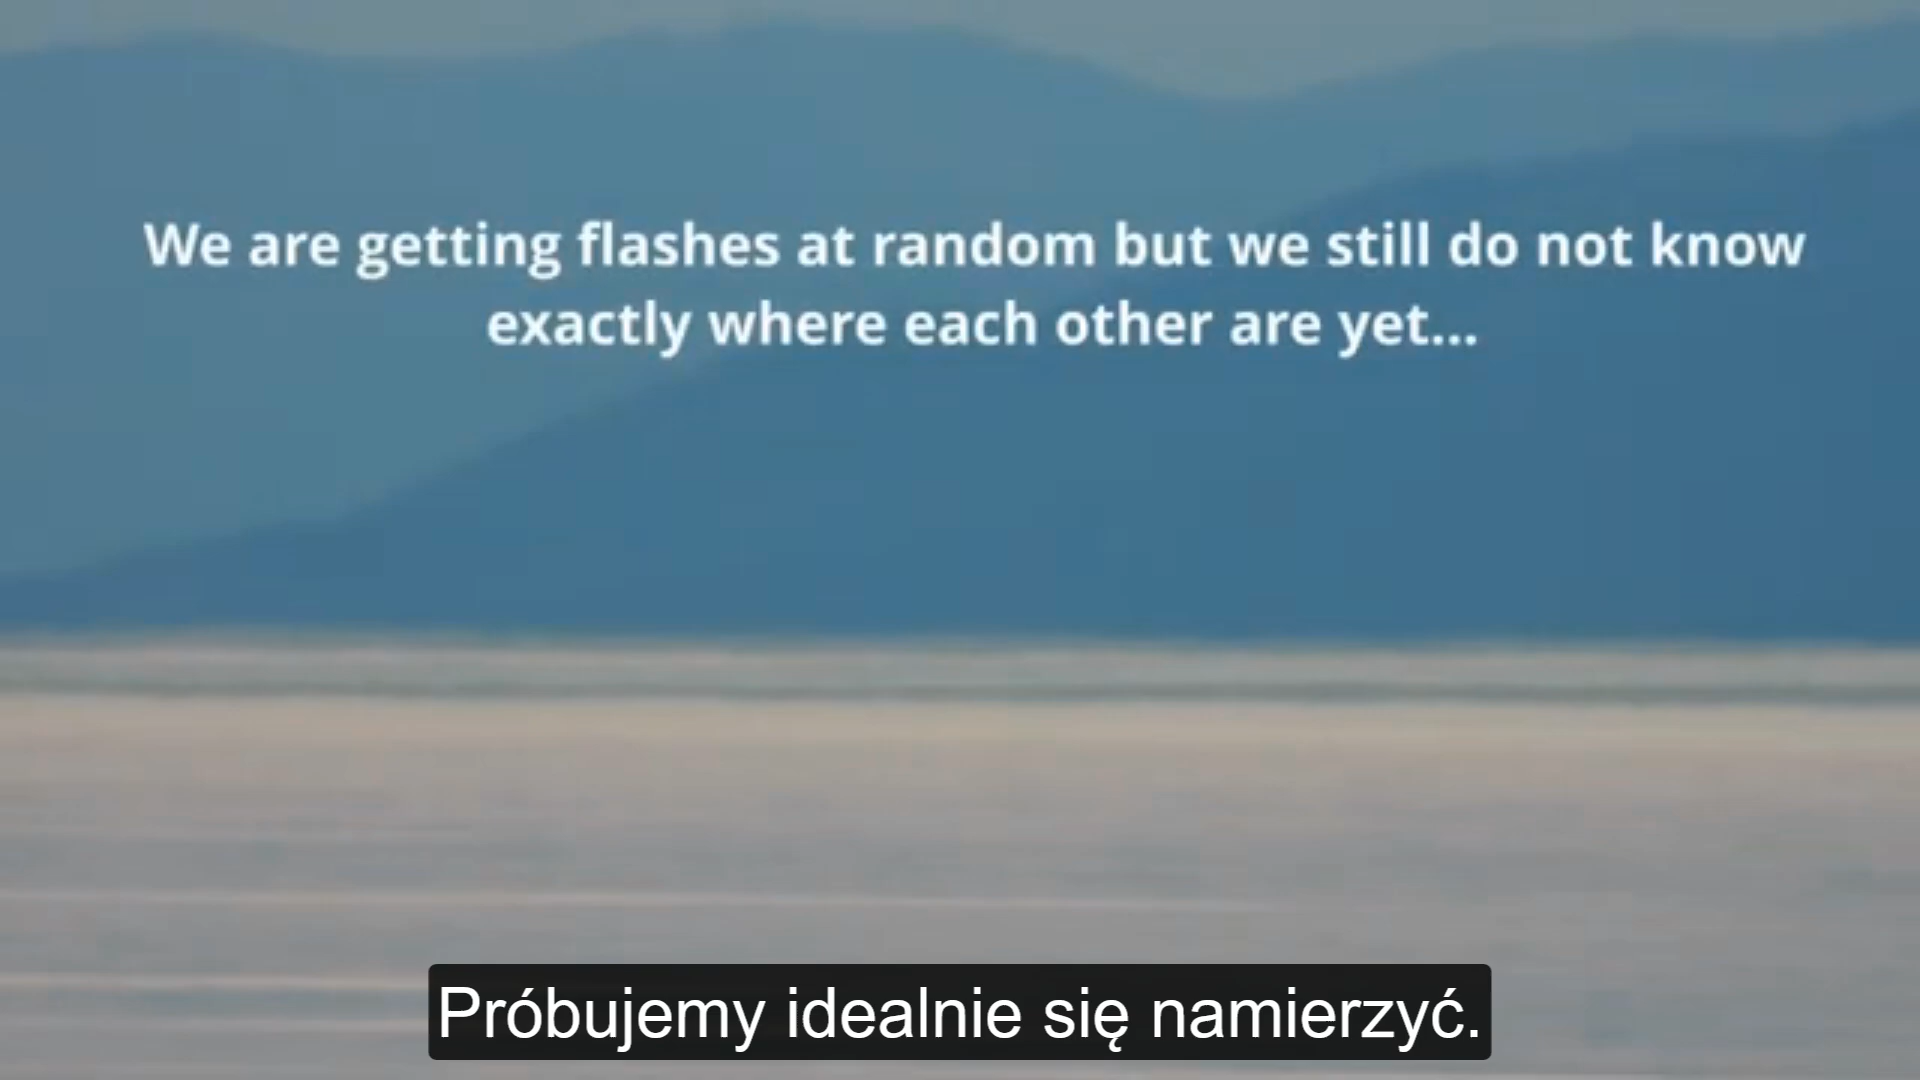 We are getting flashes at random but we still do not know
exactly where each other are yet...
Próbujemy idealnie się namierzyć.